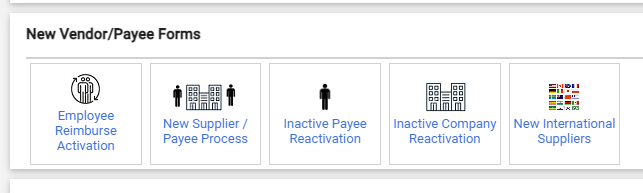 New Vendor/Payee Forms
Employee
Reimburse
Activation
New Supplier /
Payee Process
Inactive Payee
Reactivation
Inactive Company
Reactivation
New International
Suppliers